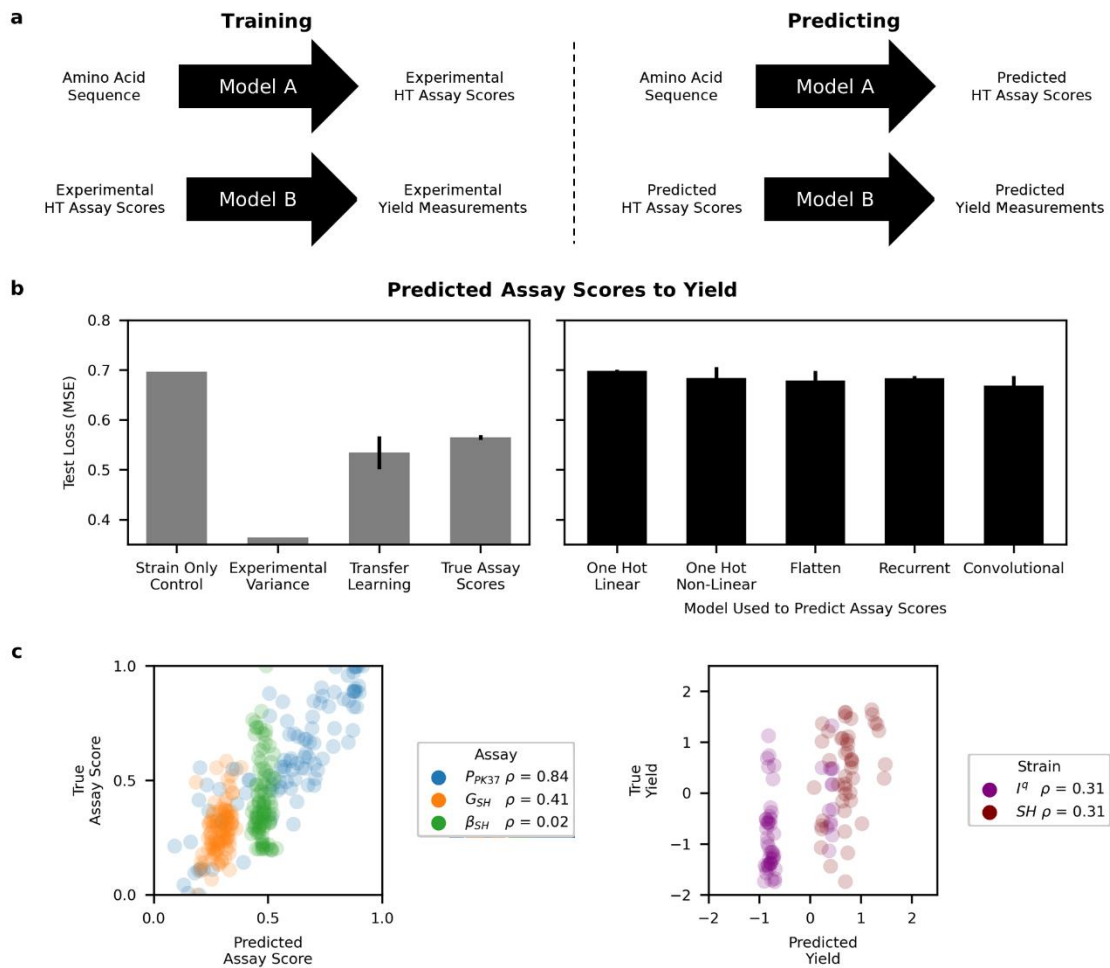 a
Training
Predicting
Amino Acid
Sequence
Model A
Experimental
HT Assay Scores
Amino Acid
Sequence
Model A
Predicted
HT Assay Scores
Experimental
HT Assay Scores
Model B
Experimental
Yield Measurements
Predicted
HT Assay Scores
Model B
Predicted
Yield Measurements
b
Predicted Assay Scores to Yield
Test Loss (MSE)
0.8
0.7
0.6
0.5
0.4
Strain Only
Control
Experimental
Variance
Transfer
Learning
True Assay
Scores
One Hot
Linear
One Hot
Non-Linear
Flatten
Recurrent
Convolutional
Model Used to Predict Assay Scores
c
True
Assay Score
1.0
0.5
0.0
0.0
0.5
1.0
Predicted
Assay Score
Assay
P_PK37 ρ = 0.84
G_SH ρ = 0.41
β_SH ρ = 0.02
True
Yield
2
1
0
−1
−2
−2
−1
0
1
2
Predicted
Yield
Strain
I^q ρ = 0.31
SH ρ = 0.31